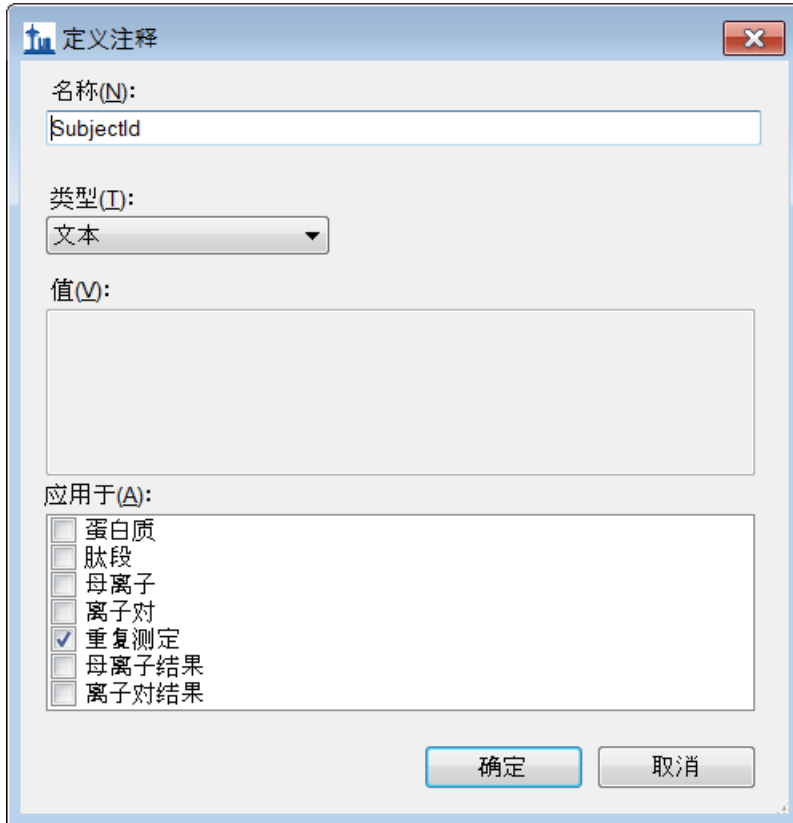 定义注释
名称(N):
SubjectId
类型(T):
文本
值(V):
应用于(A):
蛋白质
肽段
母离子
离子对
重复测定
母离子结果
离子对结果
确定
取消